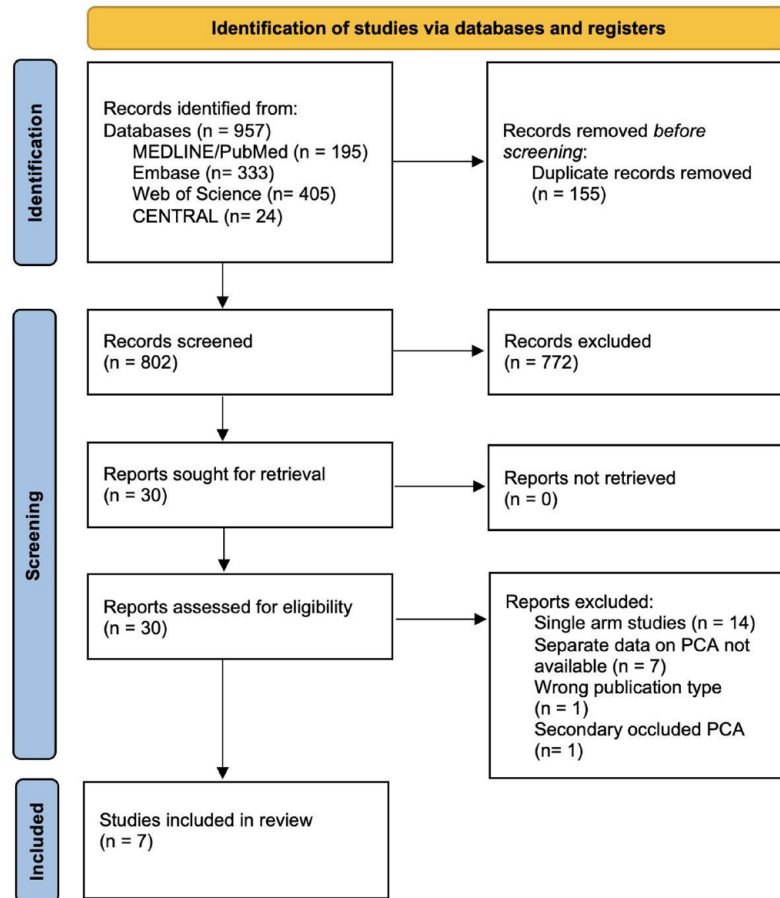 Identification of studies via databases and registers
Identification
Records identified from:
Databases (n = 957)
MEDLINE/PubMed (n = 195)
Embase (n= 333)
Web of Science (n= 405)
CENTRAL (n= 24)
Records removed before
screening:
Duplicate records removed
(n = 155)
Screening
Records screened
(n = 802)
Records excluded
(n = 772)
Reports sought for retrieval
(n = 30)
Reports not retrieved
(n = 0)
Reports assessed for eligibility
(n = 30)
Reports excluded:
Single arm studies (n = 14)
Separate data on PCA not
available (n = 7)
Wrong publication type
(n = 1)
Secondary occluded PCA
(n= 1)
Included
Studies included in review
(n = 7)